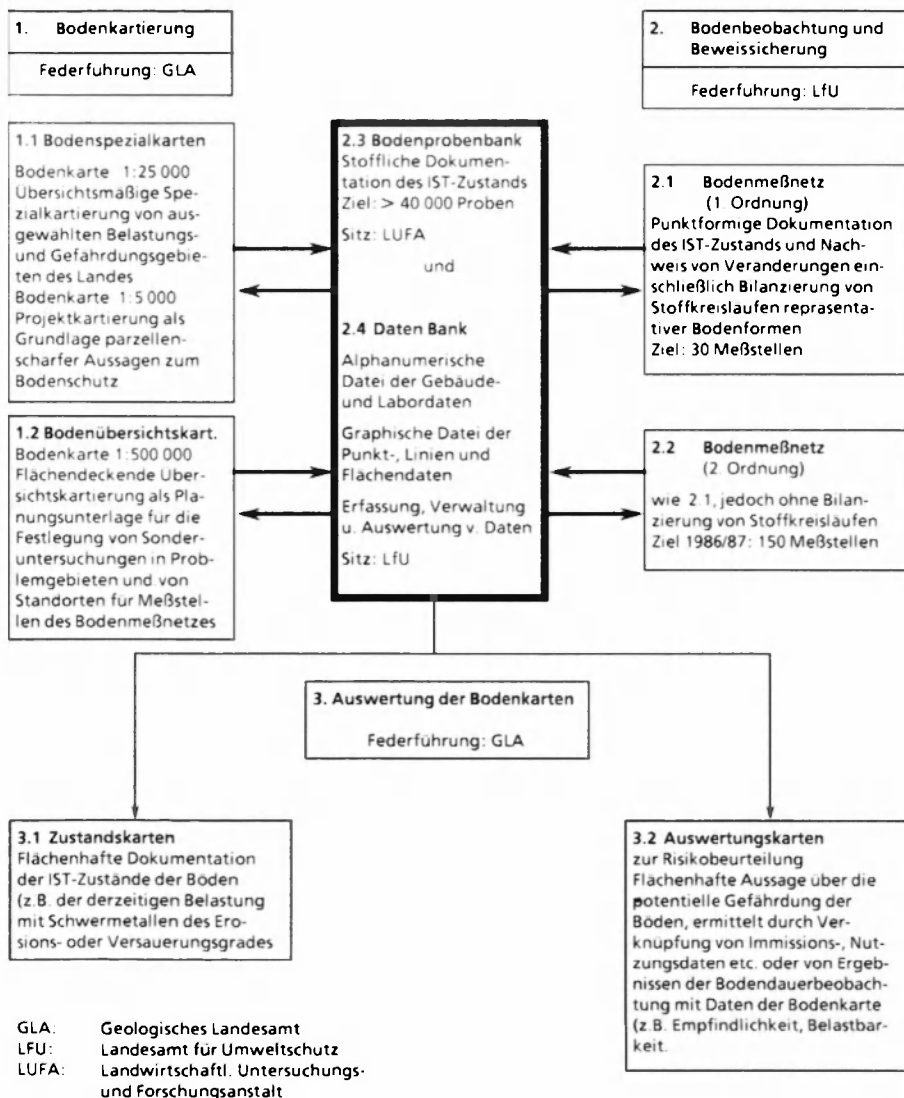 1. Bodenkartierung
Federführung: GLA
2. Bodenbeobachtung und
Beweissicherung
Federführung: LfU
1.1 Bodenspezialkarten
Bodenkarte 1:25 000
Übersichtsmäßige Spe-
zialkartierung von aus-
gewählten Belastungs-
und Gefährdungsgebie-
ten des Landes
Bodenkarte 1:5 000
Projektkartierung als
Grundlage parzellen-
scharfer Aussagen zum
Bodenschutz
1.2 Bodenübersichtskart.
Bodenkarte 1:500 000
Flächendeckende Über-
sichtskartierung als Pla-
nungsunterlage für die
Festlegung von Sonder-
untersuchungen in Prob-
lemgebieten und von
Standorten für Meßstel-
len des Bodenmeßnetzes
2.3 Bodenprobenbank
Stoffliche Dokumen-
tation des IST-Zustands
Ziel: > 40 000 Proben
Sitz: LUFA
und
2.4 Daten Bank
Alphanumerische
Datei der Gebäude-
und Labordaten
Graphische Datei der
Punkt-, Linien und
Flächendaten
Erfassung, Verwaltung
u. Auswertung v. Daten
Sitz: LfU
2.1 Bodenmeßnetz
(1. Ordnung)
Punktförmige Dokumentation
des IST-Zustands und Nach-
weis von Veränderungen ein-
schließlich Bilanzierung von
Stoffkreisläufen repräsenta-
tiver Bodenformen
Ziel: 30 Meßstellen
2.2 Bodenmeßnetz
(2. Ordnung)
wie 2.1, jedoch ohne Bilan-
zierung von Stoffkreisläufen
Ziel 1986/87: 150 Meßstellen
3. Auswertung der Bodenkarten
Federführung: GLA
3.1 Zustandskarten
Flächenhafte Dokumentation
der IST-Zustände der Böden
(z.B. der derzeitigen Belastung
mit Schwermetallen des Ero-
sions- oder Versauerungsgrades
3.2 Auswertungskarten
zur Risikobeurteilung
Flächenhafte Aussage über die
potentielle Gefährdung der
Böden, ermittelt durch Ver-
knüpfung von Immissions-, Nut-
zungsdaten etc. oder von Ergeb-
nissen der Bodendauerbeobach-
tung mit Daten der Bodenkarte
(z.B. Empfindlichkeit, Belastbar-
keit.
GLA: Geologisches Landesamt
LFU: Landesamt für Umweltschutz
LUFA: Landwirtschaftl. Untersuchungs-
und Forschungsanstalt